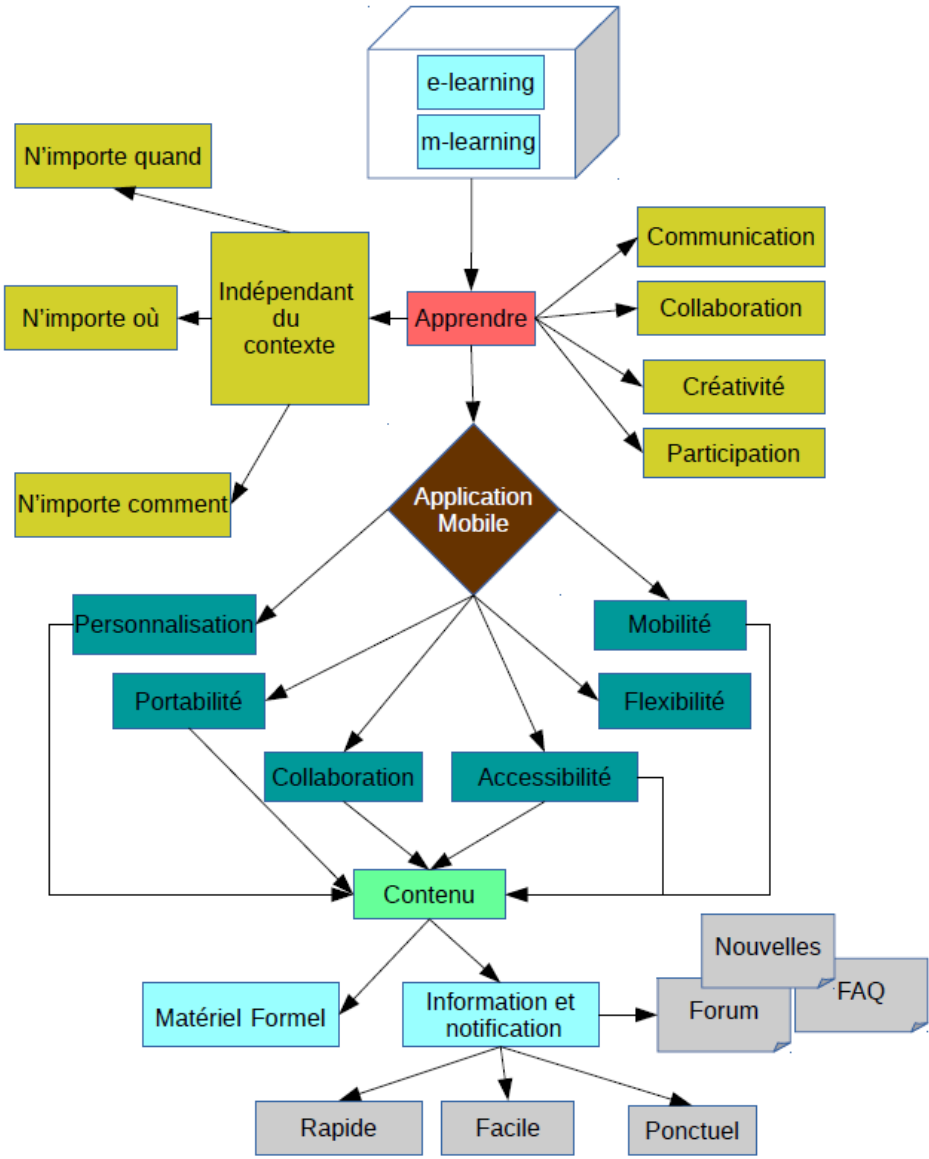 e-learning
m-learning
N'importe quand
Communication
Indépendant
du
contexte
N'importe où
Apprendre
Collaboration
Créativité
Participation
N'importe comment
Application
Mobile
Personnalisation
Mobilité
Portabilité
Flexibilité
Collaboration
Accessibilité
Contenu
Nouvelles
FAQ
Forum
Matériel Formel
Information et
notification
Rapide
Facile
Ponctuel